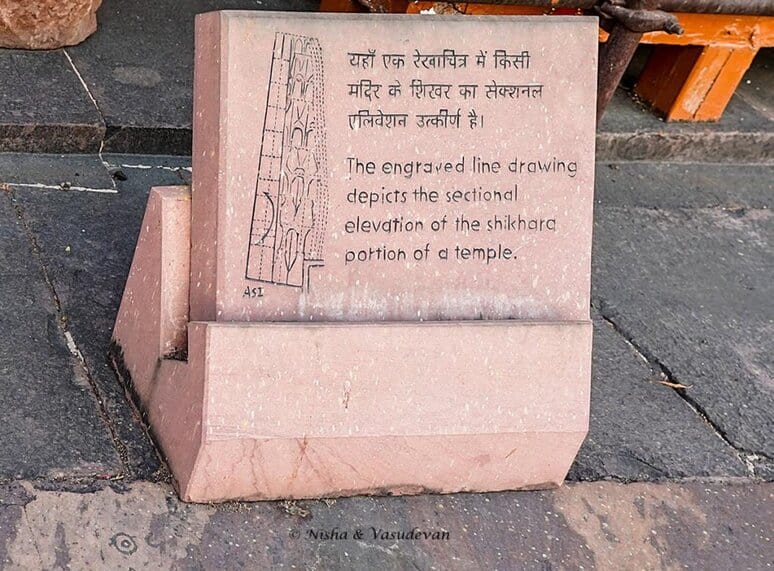 यहाँ एक रेखाचित्र में किसी
मंदिर के शिखर का सेक्शनल
एलिवेशन उत्कीर्ण है।
The engraved line drawing
depicts the sectional
elevation of the shikhara
portion of a temple.
ASI
© Nisha & Vasudevan